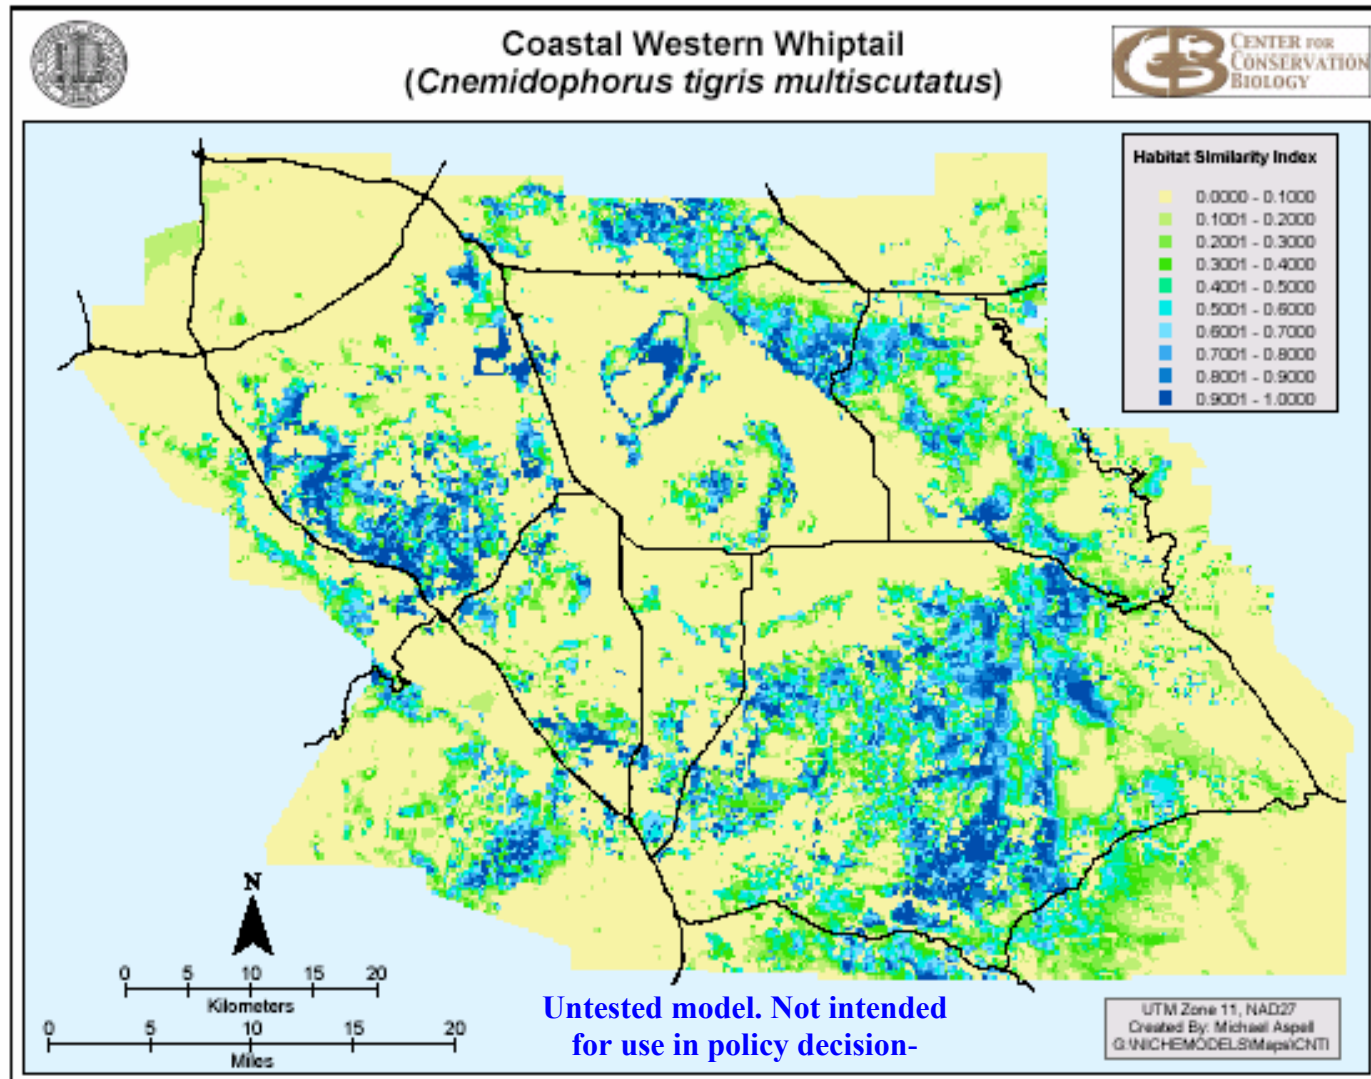 Coastal Western Whiptail
(Cnemidophorus tigris multiscutatus)
CENTER FOR
CONSERVATION
BIOLOGY
Habitat Similarity Index
0.0000 - 0.1000
0.1001 - 0.2000
0.2001 - 0.3000
0.3001 - 0.4000
0.4001 - 0.5000
0.5001 - 0.6000
0.6001 - 0.7000
0.7001 - 0.8000
0.8001 - 0.9000
0.9001 - 1.0000
N
0 5 10 15 20
Kilometers
0 5 10 15 20
Miles
Untested model. Not intended
for use in policy decision-
UTM Zone 11, NAD27
Created By: Michael Aspell
G:\NICHEMODELS\Maps\CNTI